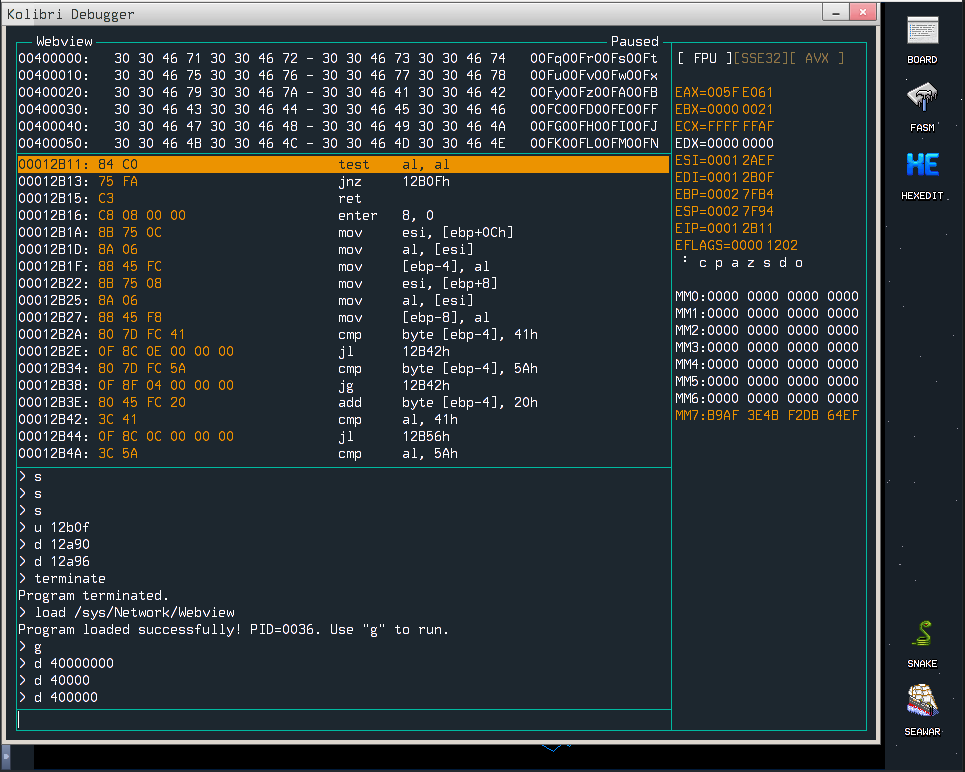 Kolibri Debugger
Webview Paused
00400000: 30 30 46 71 30 30 46 72 - 30 30 46 73 30 30 46 74 00Fq00Fr00Fs00Ft
00400010: 30 30 46 75 30 30 46 76 - 30 30 46 77 30 30 46 78 00Fu00Fv00Fw00Fx
00400020: 30 30 46 79 30 30 46 7A - 30 30 46 41 30 30 46 42 00Fy00Fz00FA00FB
00400030: 30 30 46 43 30 30 46 44 - 30 30 46 45 30 30 46 46 00FC00FD00FE00FF
00400040: 30 30 46 47 30 30 46 48 - 30 30 46 49 30 30 46 4A 00FG00FH00FI00FJ
00400050: 30 30 46 4B 30 30 46 4C - 30 30 46 4D 30 30 46 4E 00FK00FL00FM00FN
00012B11: 84 C0 test al, al
00012B13: 75 FA jnz 12B0Fh
00012B15: C3 ret
00012B16: C8 08 00 00 enter 8, 0
00012B1A: 8B 75 0C mov esi, [ebp+0Ch]
00012B1D: 8A 06 mov al, [esi]
00012B1F: 88 45 FC mov [ebp-4], al
00012B22: 8B 75 08 mov esi, [ebp+8]
00012B25: 8A 06 mov al, [esi]
00012B27: 88 45 F8 mov [ebp-8], al
00012B2A: 80 7D FC 41 cmp byte [ebp-4], 41h
00012B2E: 0F 8C 0E 00 00 00 jl 12B42h
00012B34: 80 7D FC 5A cmp byte [ebp-4], 5Ah
00012B38: 0F 8F 04 00 00 00 jg 12B42h
00012B3E: 80 45 FC 20 add byte [ebp-4], 20h
00012B42: 3C 41 cmp al, 41h
00012B44: 0F 8C 0C 00 00 00 jl 12B56h
00012B4A: 3C 5A cmp al, 5Ah
> s
> s
> s
> u 12b0f
> d 12a90
> d 12a96
> terminate
Program terminated.
> load /sys/Network/Webview
Program loaded successfully! PID=0036. Use "g" to run.
> g
> d 40000000
> d 40000
> d 400000
[ FPU ][SSE32][ AVX ]
EAX=005F E061
EBX=0000 0021
ECX=FFFF FFAF
EDX=0000 0000
ESI=0001 2AEF
EDI=0001 2B0F
EBP=0002 7FB4
ESP=0002 7F94
EIP=0001 2B11
EFLAGS=0000 1202
: c p a z s d o
MM0:0000 0000 0000 0000
MM1:0000 0000 0000 0000
MM2:0000 0000 0000 0000
MM3:0000 0000 0000 0000
MM4:0000 0000 0000 0000
MM5:0000 0000 0000 0000
MM6:0000 0000 0000 0000
MM7:B9AF 3E4B F2DB 64EF
BOARD
FASM
HE
HEXEDIT
SNAKE
SEAWAR